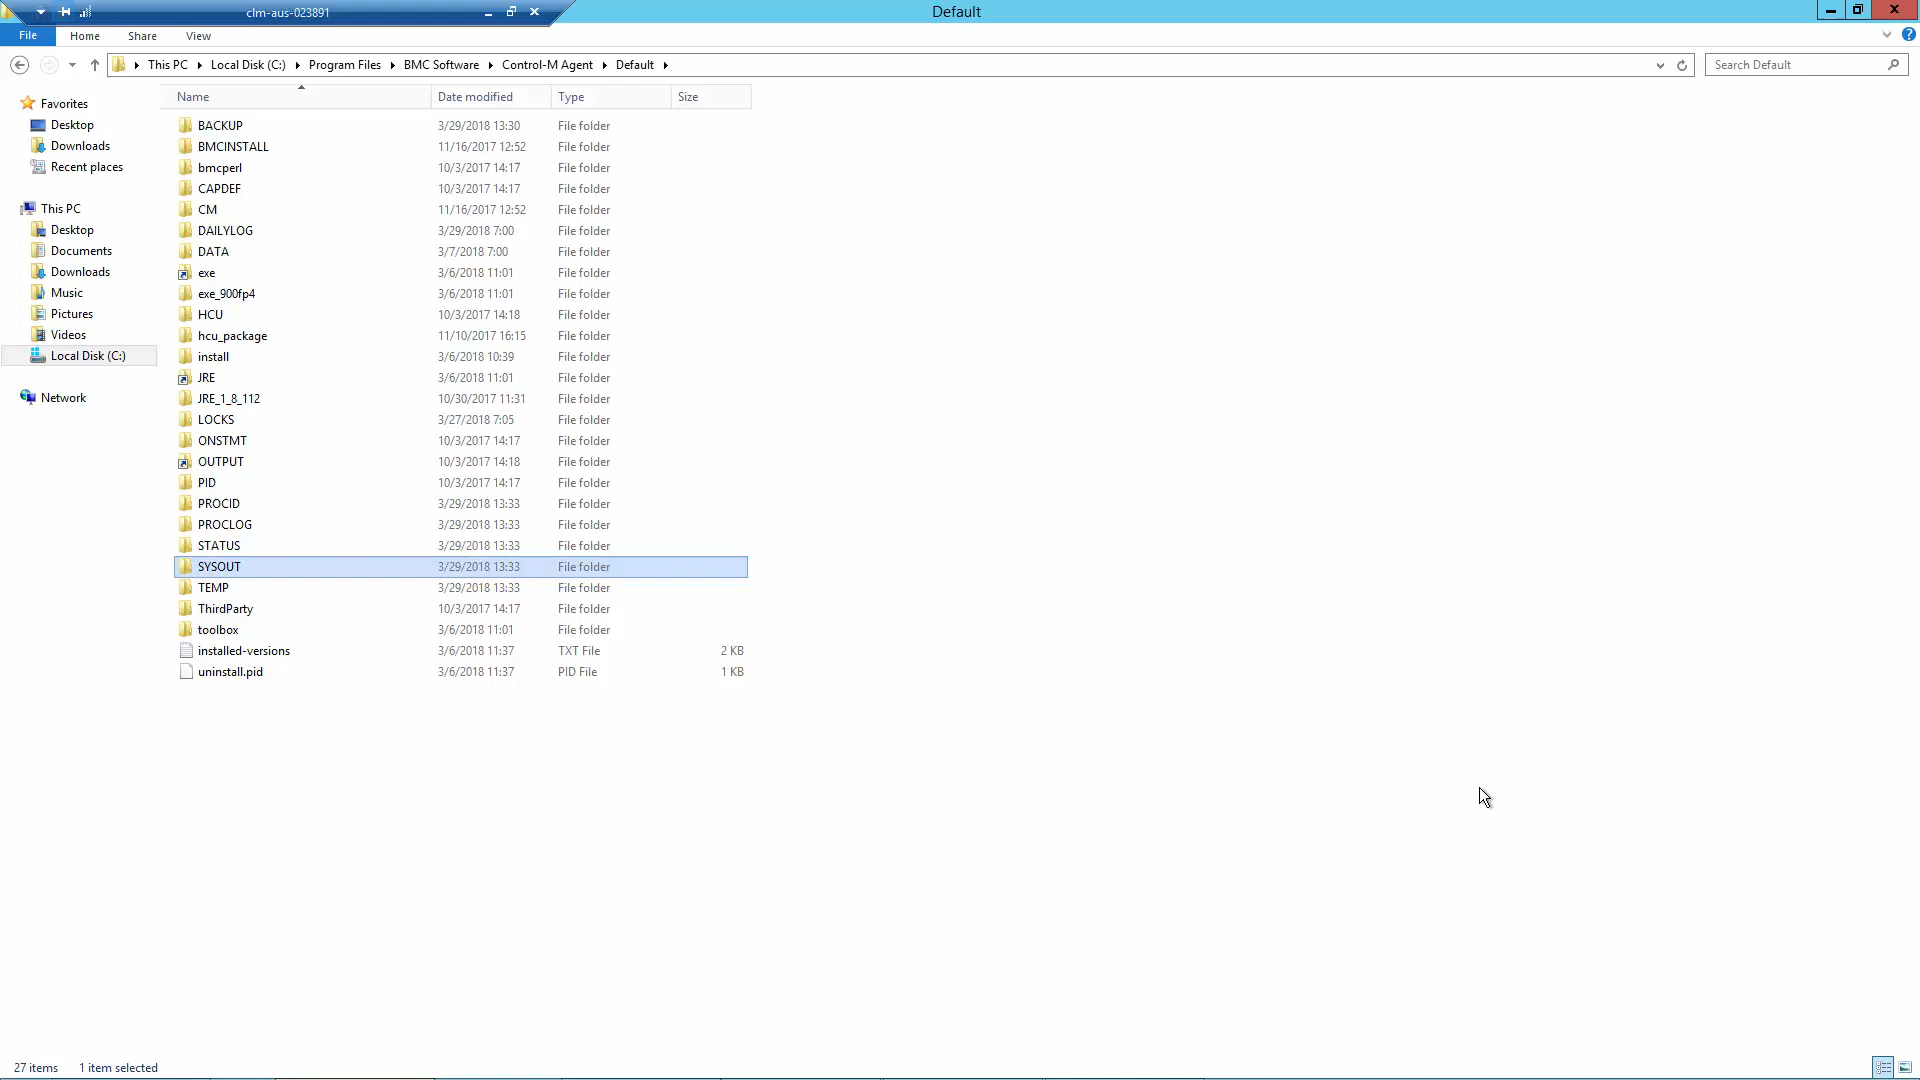 clm-aus-023891
Default
File Home Share View
This PC Local Disk (C:) Program Files BMC Software Control-M Agent Default
Search Default
Name Date modified Type Size
Favorites
Desktop
Downloads
Recent places
This PC
Desktop
Documents
Downloads
Music
Pictures
Videos
Local Disk (C:)
Network
BACKUP 3/29/2018 13:30 File folder
BMCINSTALL 11/16/2017 12:52 File folder
bmcperl 10/3/2017 14:17 File folder
CAPDEF 10/3/2017 14:17 File folder
CM 11/16/2017 12:52 File folder
DAILYLOG 3/29/2018 7:00 File folder
DATA 3/7/2018 7:00 File folder
exe 3/6/2018 11:01 File folder
exe_900fp4 3/6/2018 11:01 File folder
HCU 10/3/2017 14:18 File folder
hcu_package 11/10/2017 16:15 File folder
install 3/6/2018 10:39 File folder
JRE 3/6/2018 11:01 File folder
JRE_1_8_112 10/30/2017 11:31 File folder
LOCKS 3/27/2018 7:05 File folder
ONSTMT 10/3/2017 14:17 File folder
OUTPUT 10/3/2017 14:18 File folder
PID 10/3/2017 14:17 File folder
PROCID 3/29/2018 13:33 File folder
PROCLOG 3/29/2018 13:33 File folder
STATUS 3/29/2018 13:33 File folder
SYSOUT 3/29/2018 13:33 File folder
TEMP 3/29/2018 13:33 File folder
ThirdParty 10/3/2017 14:17 File folder
toolbox 3/6/2018 11:01 File folder
installed-versions 3/6/2018 11:37 TXT File 2 KB
uninstall.pid 3/6/2018 11:37 PID File 1 KB
27 items 1 item selected